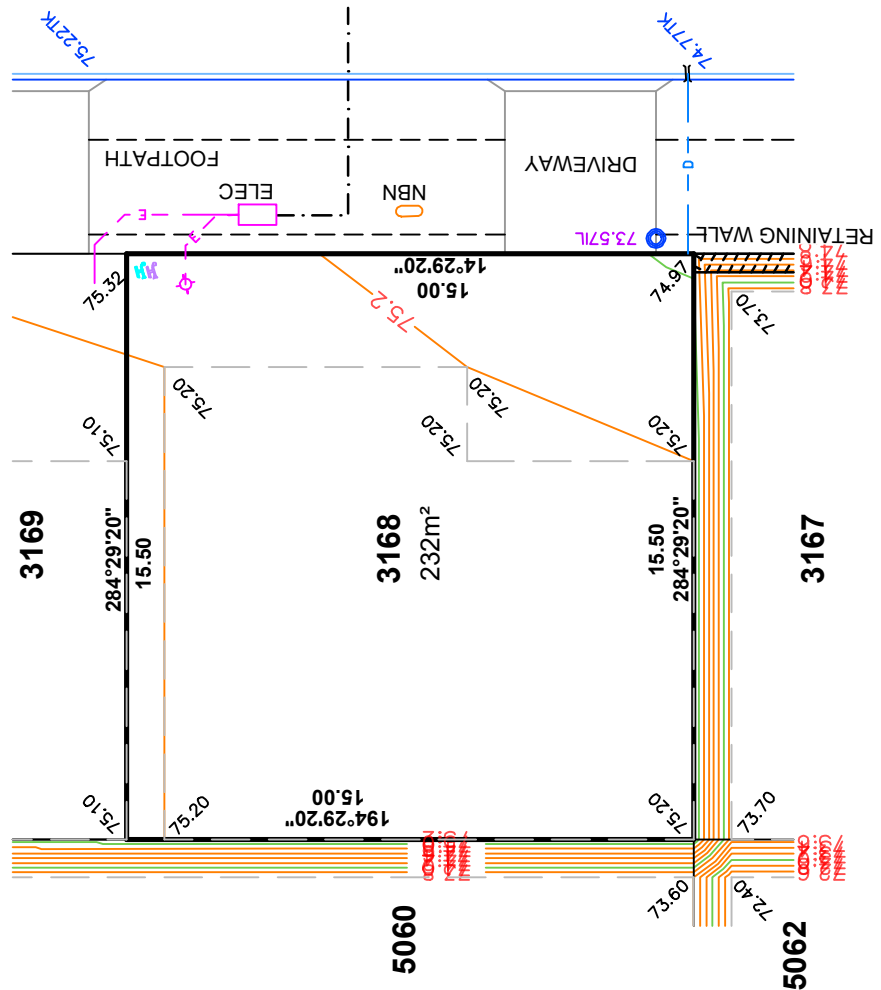 75.22TK
74.77TK
FOOTPATH
DRIVEWAY
D
E
E
ELEC
NBN
73.57IL
RETAINING WALL
75.32
74.97
14°29'20"
15.00
75.2
73.70
75.20
75.20
75.10
75.20
75.20
3169
284°29'20"
15.50
3168
232m²
15.50
284°29'20"
3167
75.10
75.20
194°29'20"
15.00
75.20
73.70
73.60
72.40
5060
5062